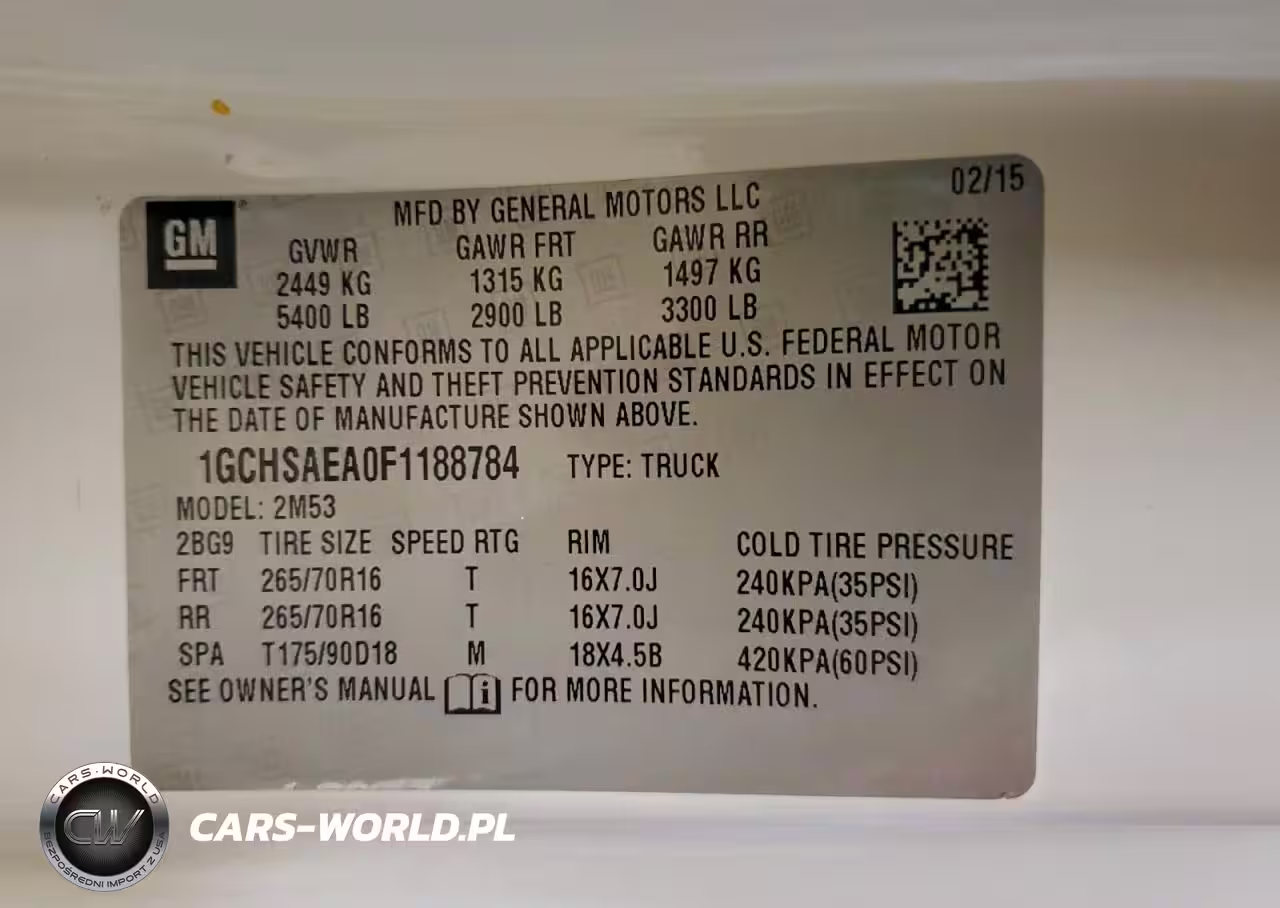 02/15
GM
MFD BY GENERAL MOTORS LLC
GVWR GAWR FRT GAWR RR
2449 KG 1315 KG 1497 KG
5400 LB 2900 LB 3300 LB
THIS VEHICLE CONFORMS TO ALL APPLICABLE U.S. FEDERAL MOTOR
VEHICLE SAFETY AND THEFT PREVENTION STANDARDS IN EFFECT ON
THE DATE OF MANUFACTURE SHOWN ABOVE.
1GCHSAEA0F1188784 TYPE: TRUCK
MODEL: 2M53
2BG9 TIRE SIZE SPEED RTG RIM COLD TIRE PRESSURE
FRT 265/70R16 T 16X7.0J 240KPA(35PSI)
RR 265/70R16 T 16X7.0J 240KPA(35PSI)
SPA T175/90D18 M 18X4.5B 420KPA(60PSI)
SEE OWNER'S MANUAL i FOR MORE INFORMATION.
CARS-WORLD
CW
BEZPOŚREDNI IMPORT Z USA
CARS-WORLD.PL